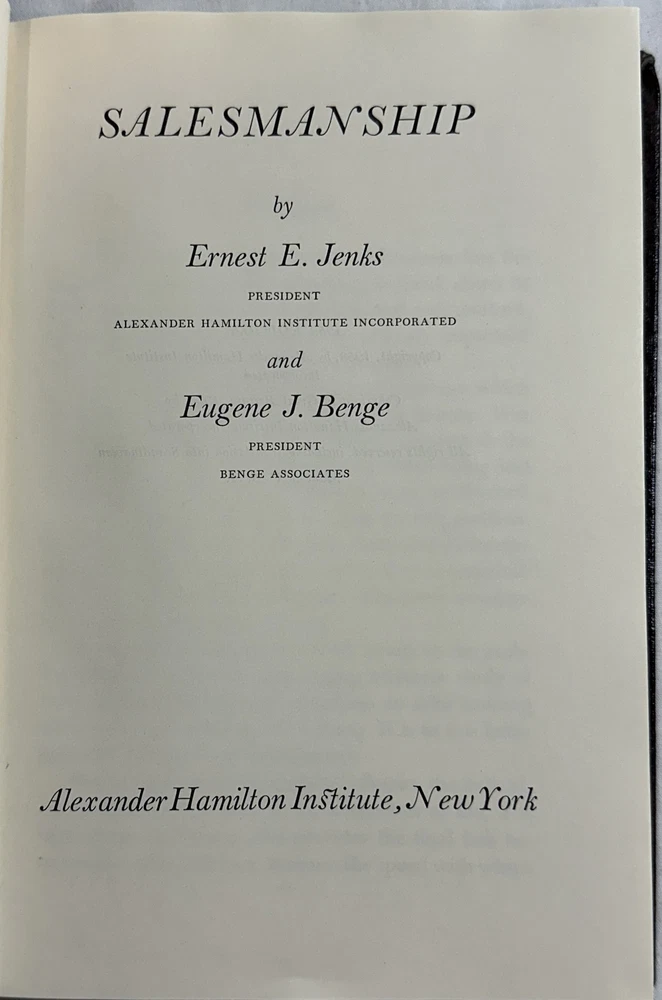 SALESMANSHIP
by
Ernest E. Jenks
PRESIDENT
ALEXANDER HAMILTON INSTITUTE INCORPORATED
and
Eugene J. Benge
PRESIDENT
BENGE ASSOCIATES
Alexander Hamilton Institute, New York